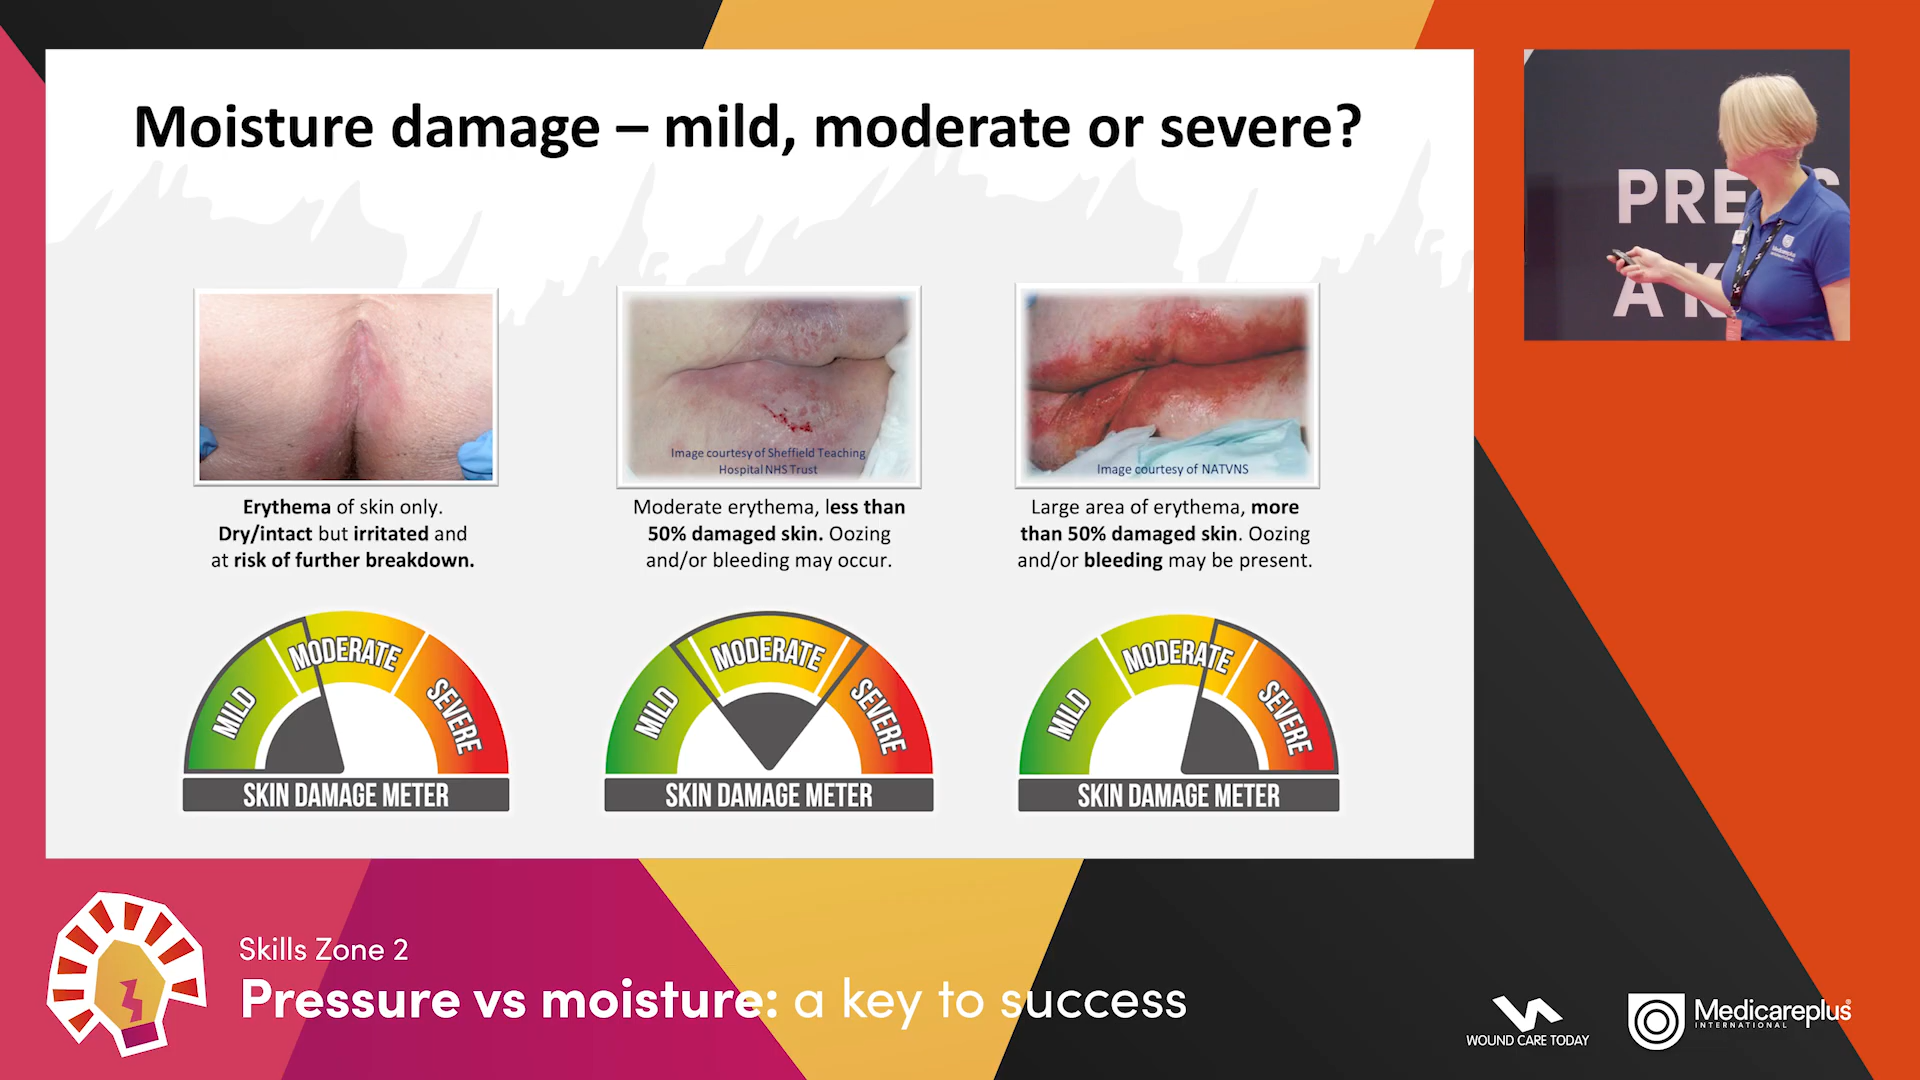 Moisture damage – mild, moderate or severe?
PRE
A K
Image courtesy of Sheffield Teaching
Hospital NHS Trust
Image courtesy of NATVNS
Erythema of skin only.
Dry/intact but irritated and
at risk of further breakdown.
Moderate erythema, less than
50% damaged skin. Oozing
and/or bleeding may occur.
Large area of erythema, more
than 50% damaged skin. Oozing
and/or bleeding may be present.
MILD
MODERATE
SEVERE
SKIN DAMAGE METER
MILD
MODERATE
SEVERE
SKIN DAMAGE METER
MILD
MODERATE
SEVERE
SKIN DAMAGE METER
Skills Zone 2
Pressure vs moisture: a key to success
WOUND CARE TODAY
Medicareplus®
INTERNATIONAL